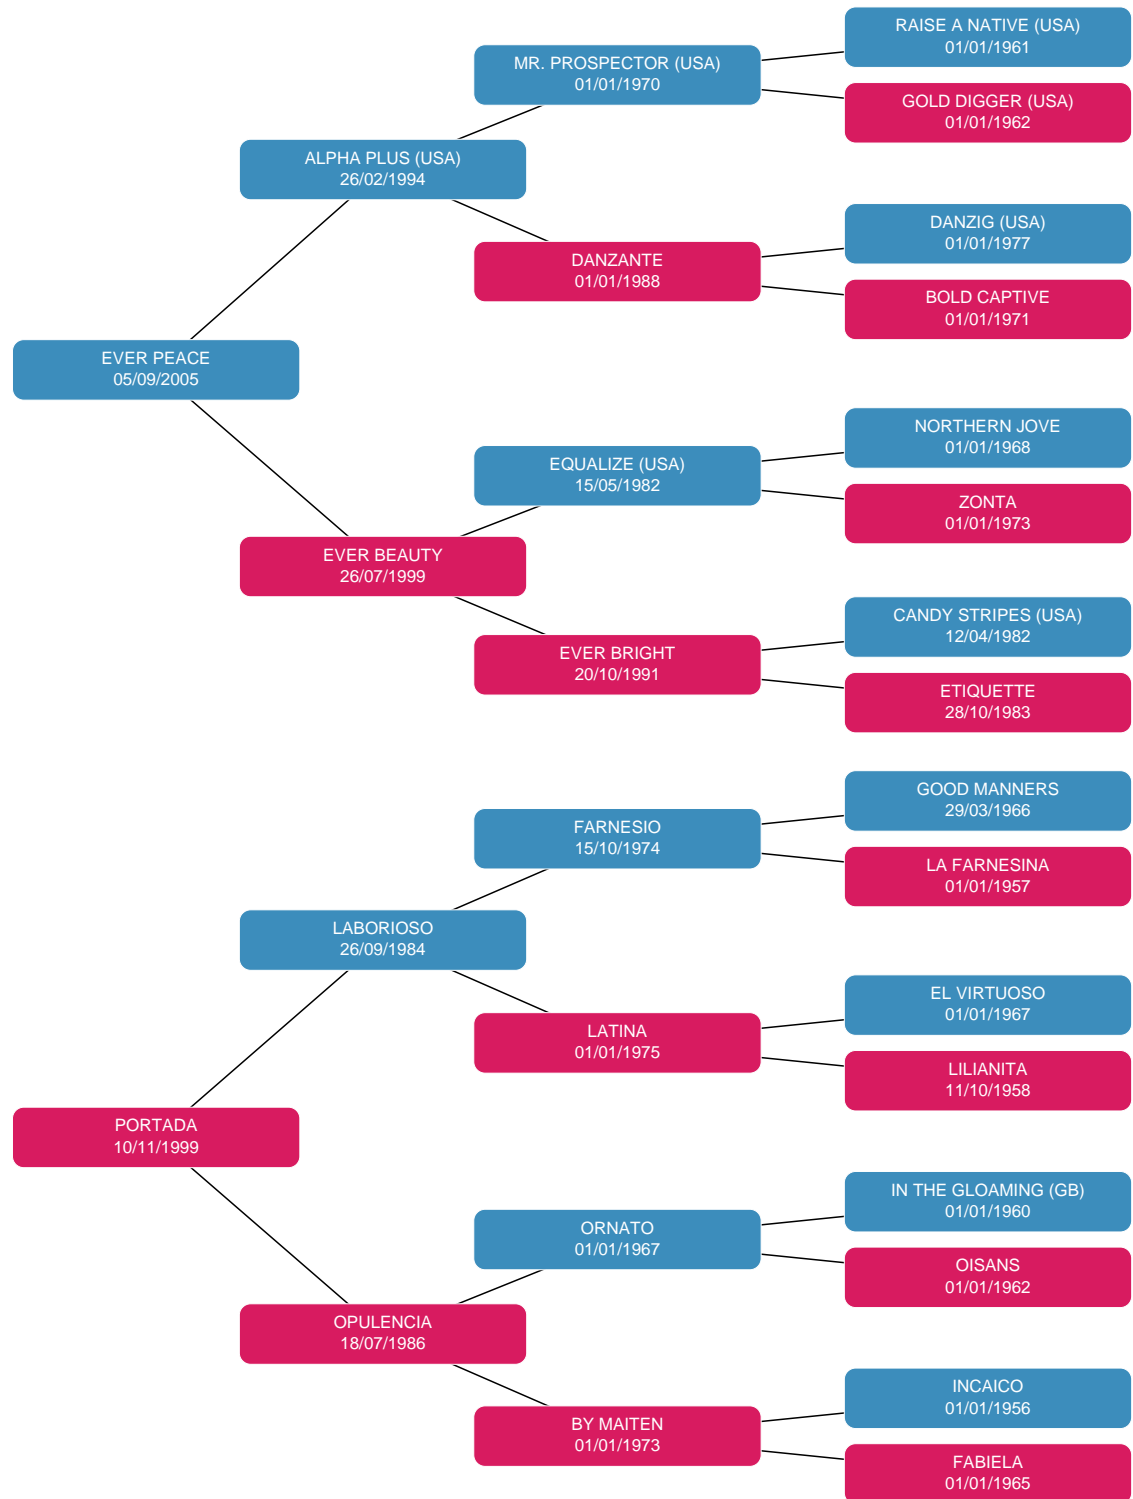 RAISE A NATIVE (USA)
01/01/1961
MR. PROSPECTOR (USA)
01/01/1970
GOLD DIGGER (USA)
01/01/1962
ALPHA PLUS (USA)
26/02/1994
DANZIG (USA)
01/01/1977
DANZANTE
01/01/1988
BOLD CAPTIVE
01/01/1971
EVER PEACE
05/09/2005
NORTHERN JOVE
01/01/1968
EQUALIZE (USA)
15/05/1982
ZONTA
01/01/1973
EVER BEAUTY
26/07/1999
CANDY STRIPES (USA)
12/04/1982
EVER BRIGHT
20/10/1991
ETIQUETTE
28/10/1983
GOOD MANNERS
29/03/1966
FARNESIO
15/10/1974
LA FARNESINA
01/01/1957
LABORIOSO
26/09/1984
EL VIRTUOSO
01/01/1967
LATINA
01/01/1975
LILIANITA
11/10/1958
PORTADA
10/11/1999
IN THE GLOAMING (GB)
01/01/1960
ORNATO
01/01/1967
OISANS
01/01/1962
OPULENCIA
18/07/1986
INCAICO
01/01/1956
BY MAITEN
01/01/1973
FABIELA
01/01/1965